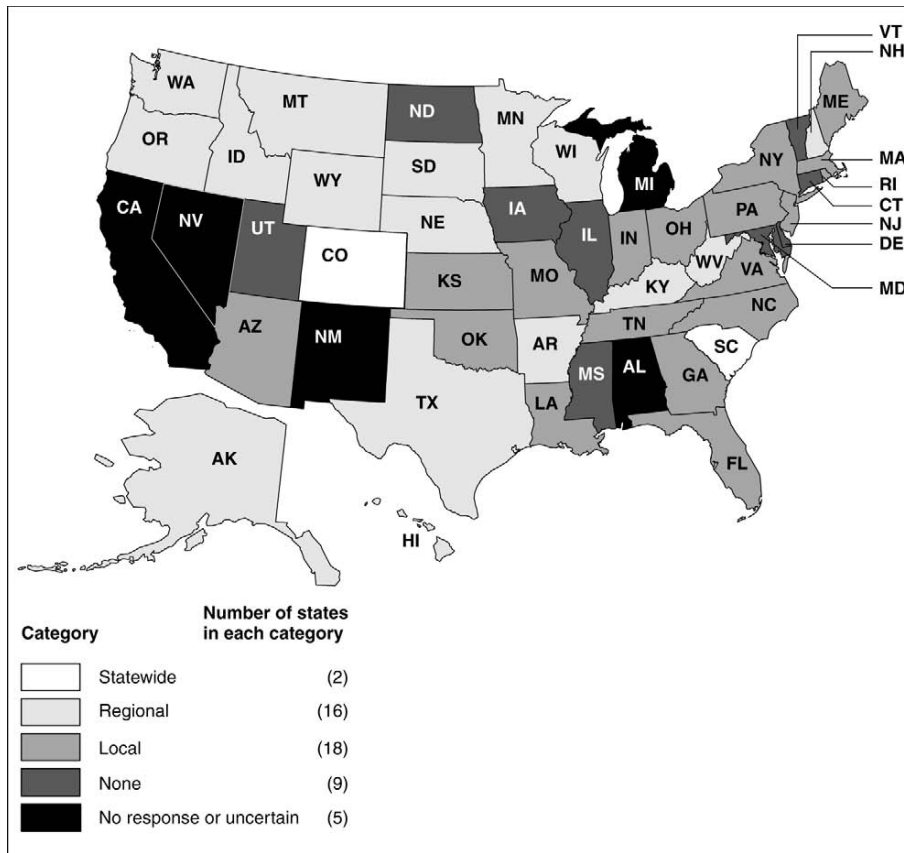 VT
NH
WA
MT
ND
MN
ME
OR
ID
WY
SD
WI
MI
NY
MA
RI
CT
NJ
DE
MD
CA
NV
UT
CO
NE
IA
IL
IN
OH
PA
WV
VA
KS
MO
KY
NC
AZ
NM
OK
AR
TN
SC
TX
LA
MS
AL
GA
FL
AK
HI
Category
Number of states
in each category
Statewide (2)
Regional (16)
Local (18)
None (9)
No response or uncertain (5)